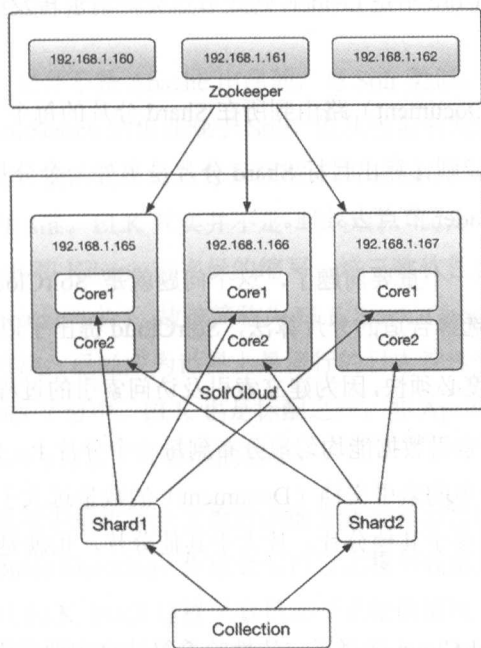 192.168.1.160 192.168.1.161 192.168.1.162
Zookeeper
192.168.1.165 192.168.1.166 192.168.1.167
Core1 Core1 Core1
Core2 Core2 Core2
SolrCloud
Shard1 Shard2
Collection